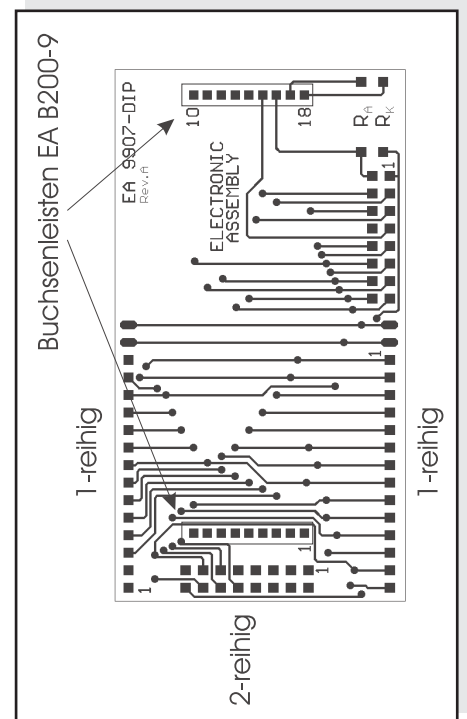 Buchsenleisten EA B200-9
EA 9907-DIP
Rev.A
10
18
ELECTRONIC
ASSEMBLY
RA
RK
1
1-reihig
1
1-reihig
1
1
1
2-reihig